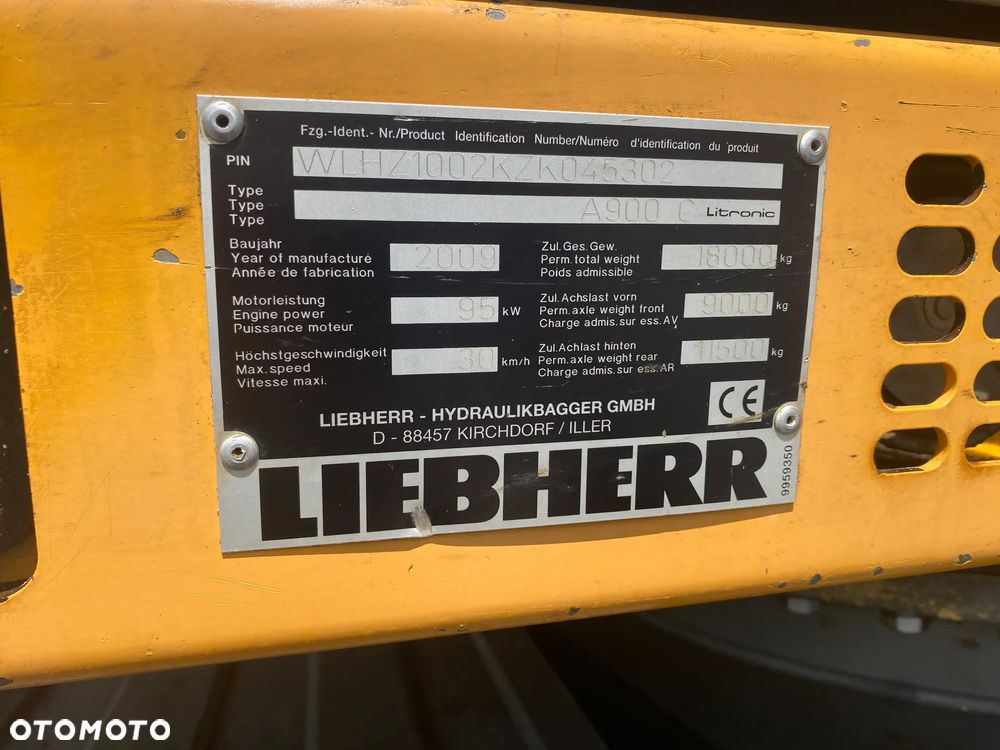 Fzg.-Ident.- Nr./Product Identification Number/Numéro d'identification du produit
PIN WLHZ1002KZK045302
Type
Type A900 C Litronic
Type
Baujahr
Year of manufacture 2009
Année de fabrication
Zul.Ges.Gew.
Perm.total weight 18000 kg
Poids admissible
Motorleistung
Engine power 95 kW
Puissance moteur
Zul.Achslast vorn
Perm.axle weight front 9000 kg
Charge admis.sur ess.AV
Höchstgeschwindigkeit
Max.speed 30 km/h
Vitesse maxi.
Zul.Achlast hinten
Perm.axle weight rear 11500 kg
Charge admis.sur ess.AR
CE
LIEBHERR - HYDRAULIKBAGGER GMBH
D - 88457 KIRCHDORF / ILLER
LIEBHERR
9959350
OTOMOTO